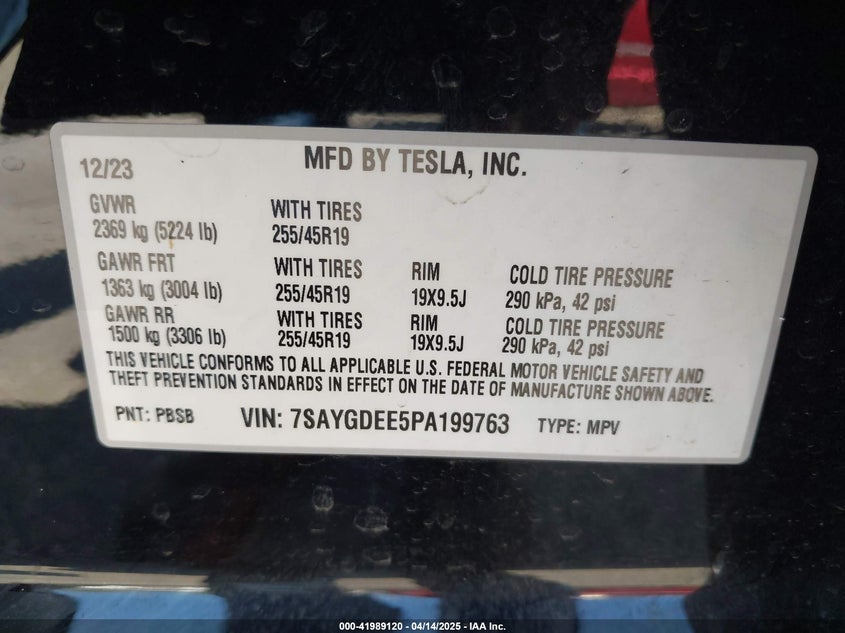 12/23 MFD BY TESLA, INC.
GVWR WITH TIRES
2369 kg (5224 lb) 255/45R19
GAWR FRT WITH TIRES RIM COLD TIRE PRESSURE
1363 kg (3004 lb) 255/45R19 19X9.5J 290 kPa, 42 psi
GAWR RR WITH TIRES RIM COLD TIRE PRESSURE
1500 kg (3306 lb) 255/45R19 19X9.5J 290 kPa, 42 psi
THIS VEHICLE CONFORMS TO ALL APPLICABLE U.S. FEDERAL MOTOR VEHICLE SAFETY AND
THEFT PREVENTION STANDARDS IN EFFECT ON THE DATE OF MANUFACTURE SHOWN ABOVE.
PNT: PBSB VIN: 7SAYGDEE5PA199763 TYPE: MPV
000-41989120 - 04/14/2025 - IAA Inc.